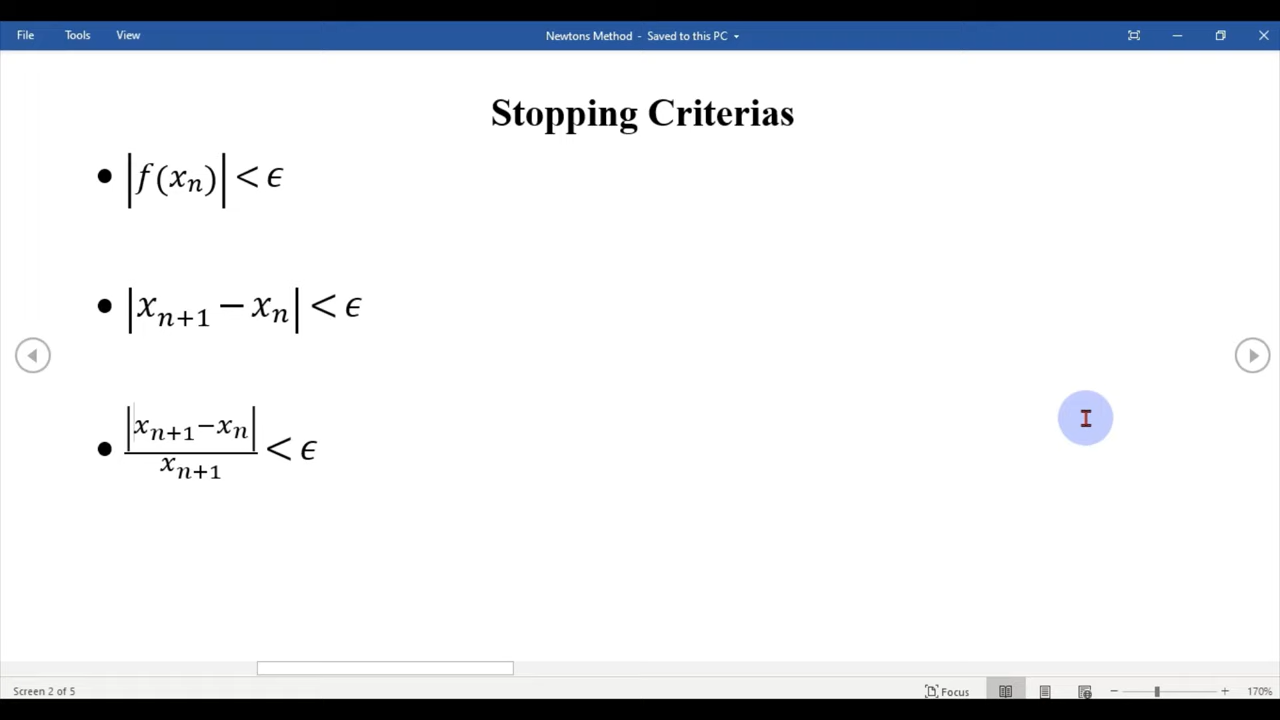 File Tools View Newtons Method - Saved to this PC
Stopping Criterias
• |f(xₙ)| < ϵ
• |xₙ₊₁ − xₙ| < ϵ
• |xₙ₊₁−xₙ| / xₙ₊₁ < ϵ
Screen 2 of 5 Focus 170%